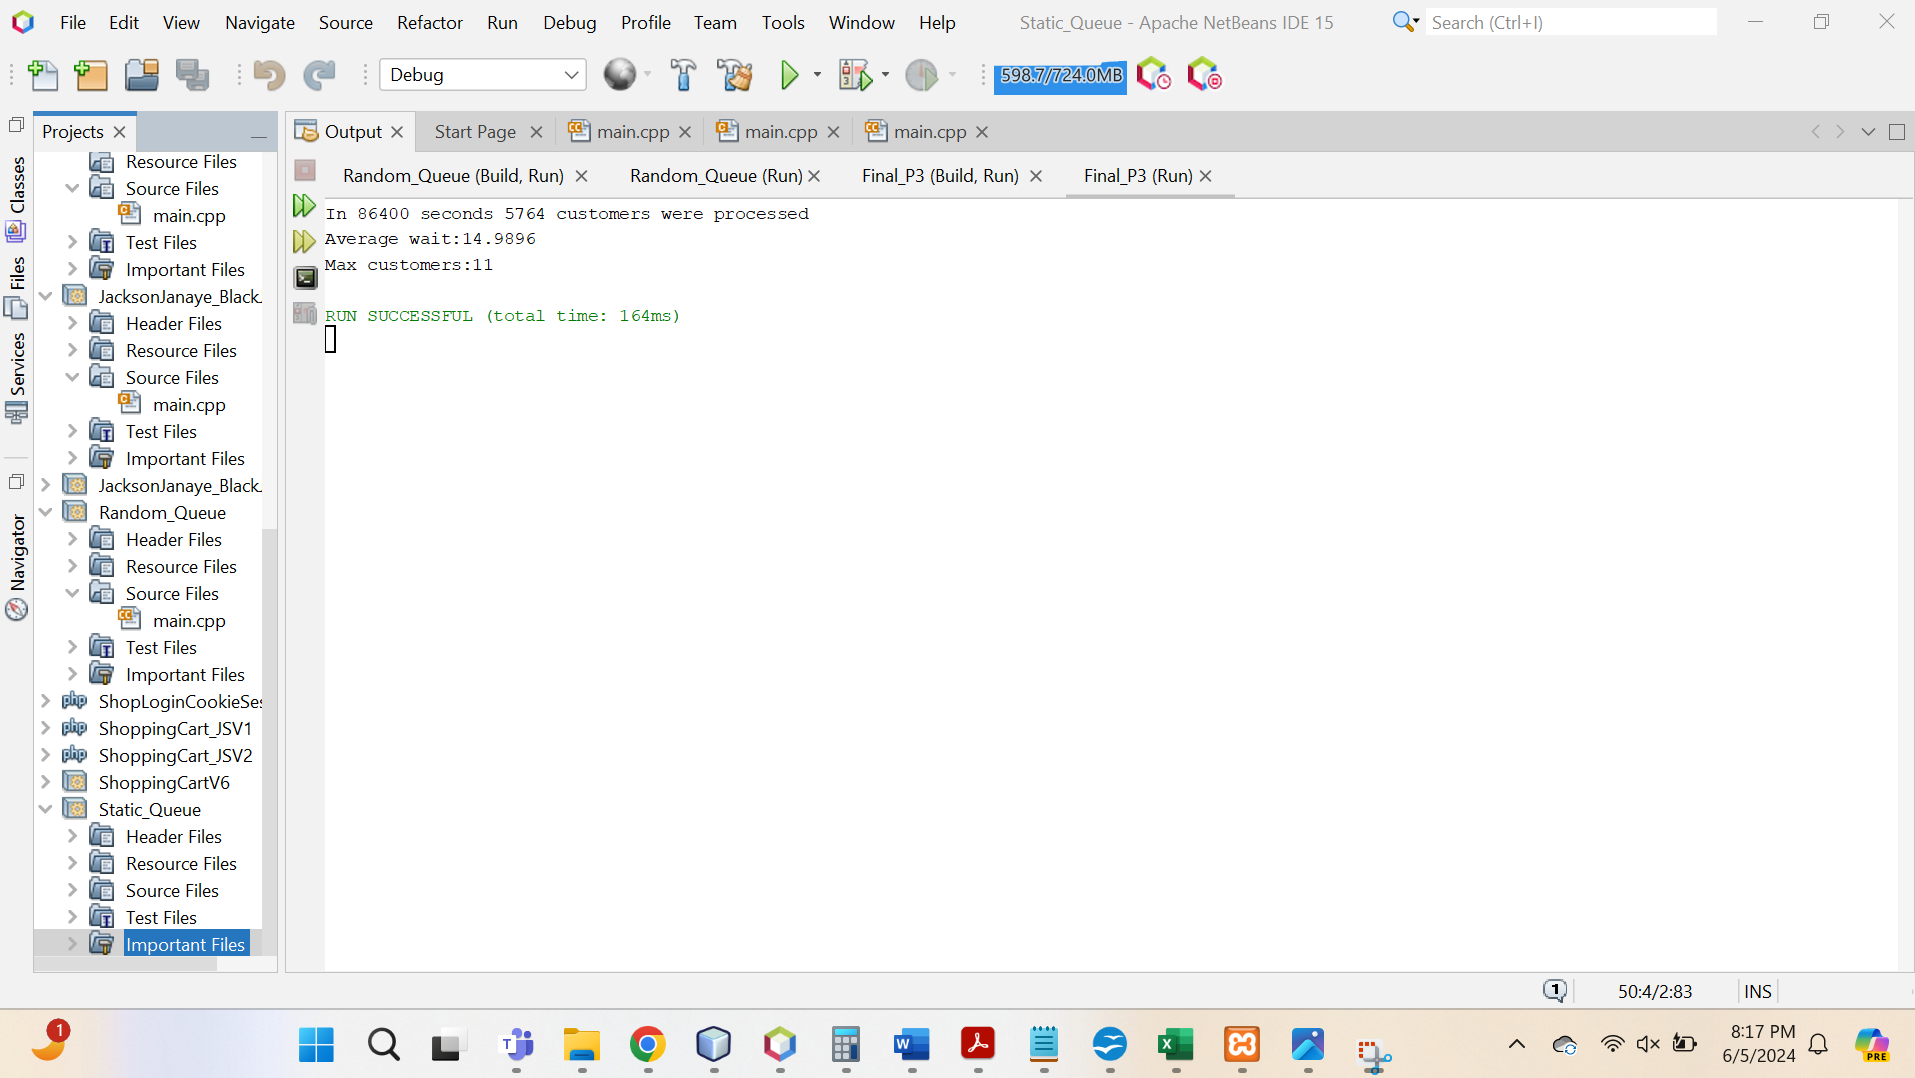 File Edit View Navigate Source Refactor Run Debug Profile Team Tools Window Help
Static_Queue - Apache NetBeans IDE 15
Search (Ctrl+I)
Debug
598.7/724.0MB
Projects
Output Start Page main.cpp main.cpp main.cpp
Random_Queue (Build, Run) Random_Queue (Run) Final_P3 (Build, Run) Final_P3 (Run)
Classes
Files
Services
Navigator
Resource Files
Source Files
main.cpp
Test Files
Important Files
JacksonJanaye_Black
Header Files
Resource Files
Source Files
main.cpp
Test Files
Important Files
JacksonJanaye_Black
Random_Queue
Header Files
Resource Files
Source Files
main.cpp
Test Files
Important Files
ShopLoginCookieSes
ShoppingCart_JSV1
ShoppingCart_JSV2
ShoppingCartV6
Static_Queue
Header Files
Resource Files
Source Files
Test Files
Important Files
In 86400 seconds 5764 customers were processed
Average wait:14.9896
Max customers:11
RUN SUCCESSFUL (total time: 164ms)
1
50:4/2:83
INS
1
8:17 PM
6/5/2024
PRE